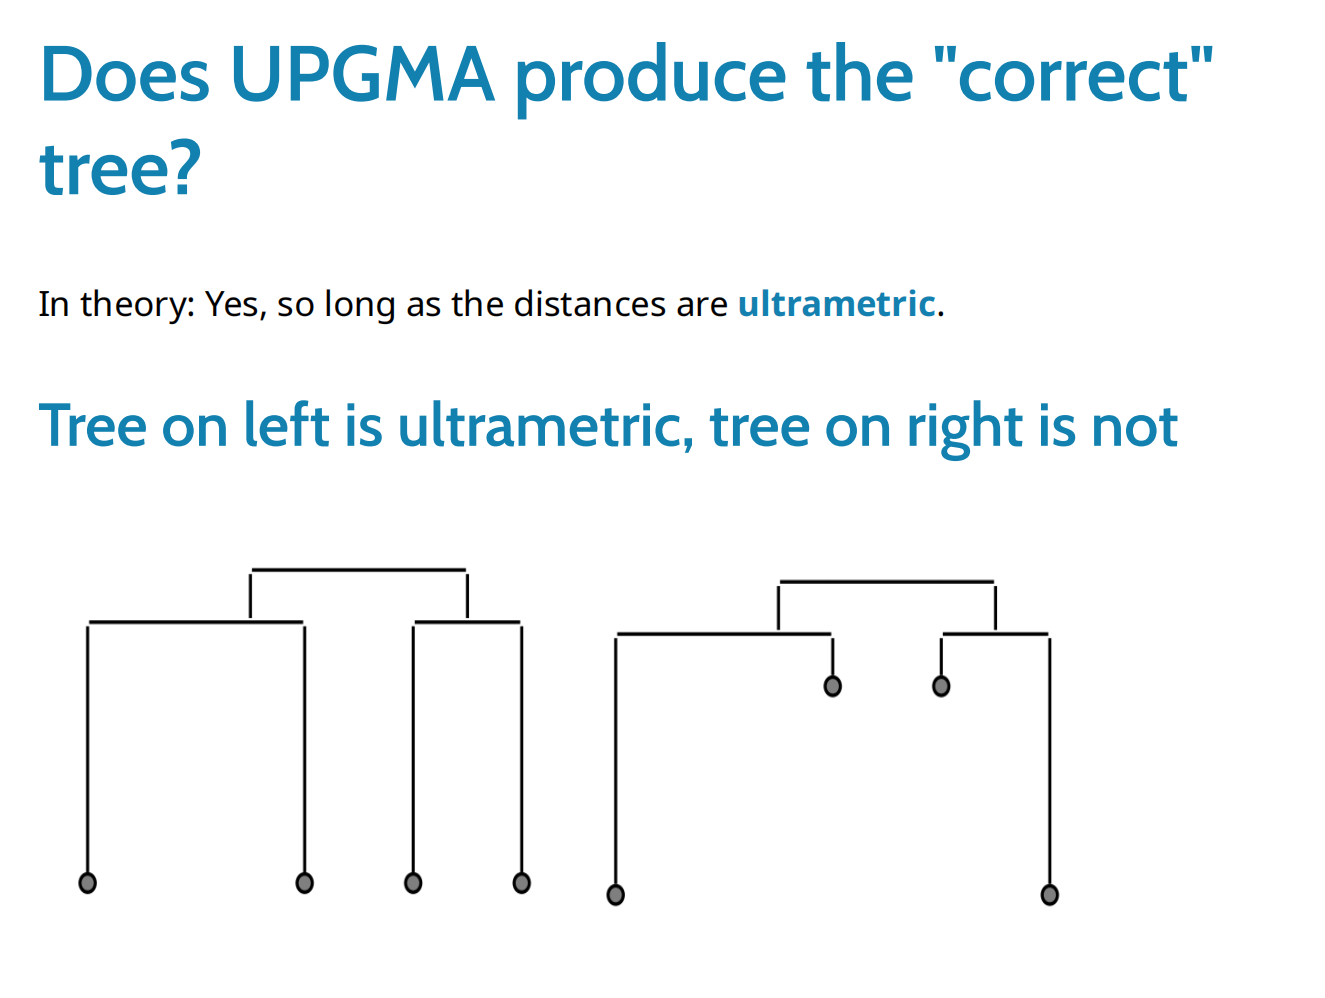 Does UPGMA produce the "correct"
tree?
In theory: Yes, so long as the distances are ultrametric.
Tree on left is ultrametric, tree on right is not